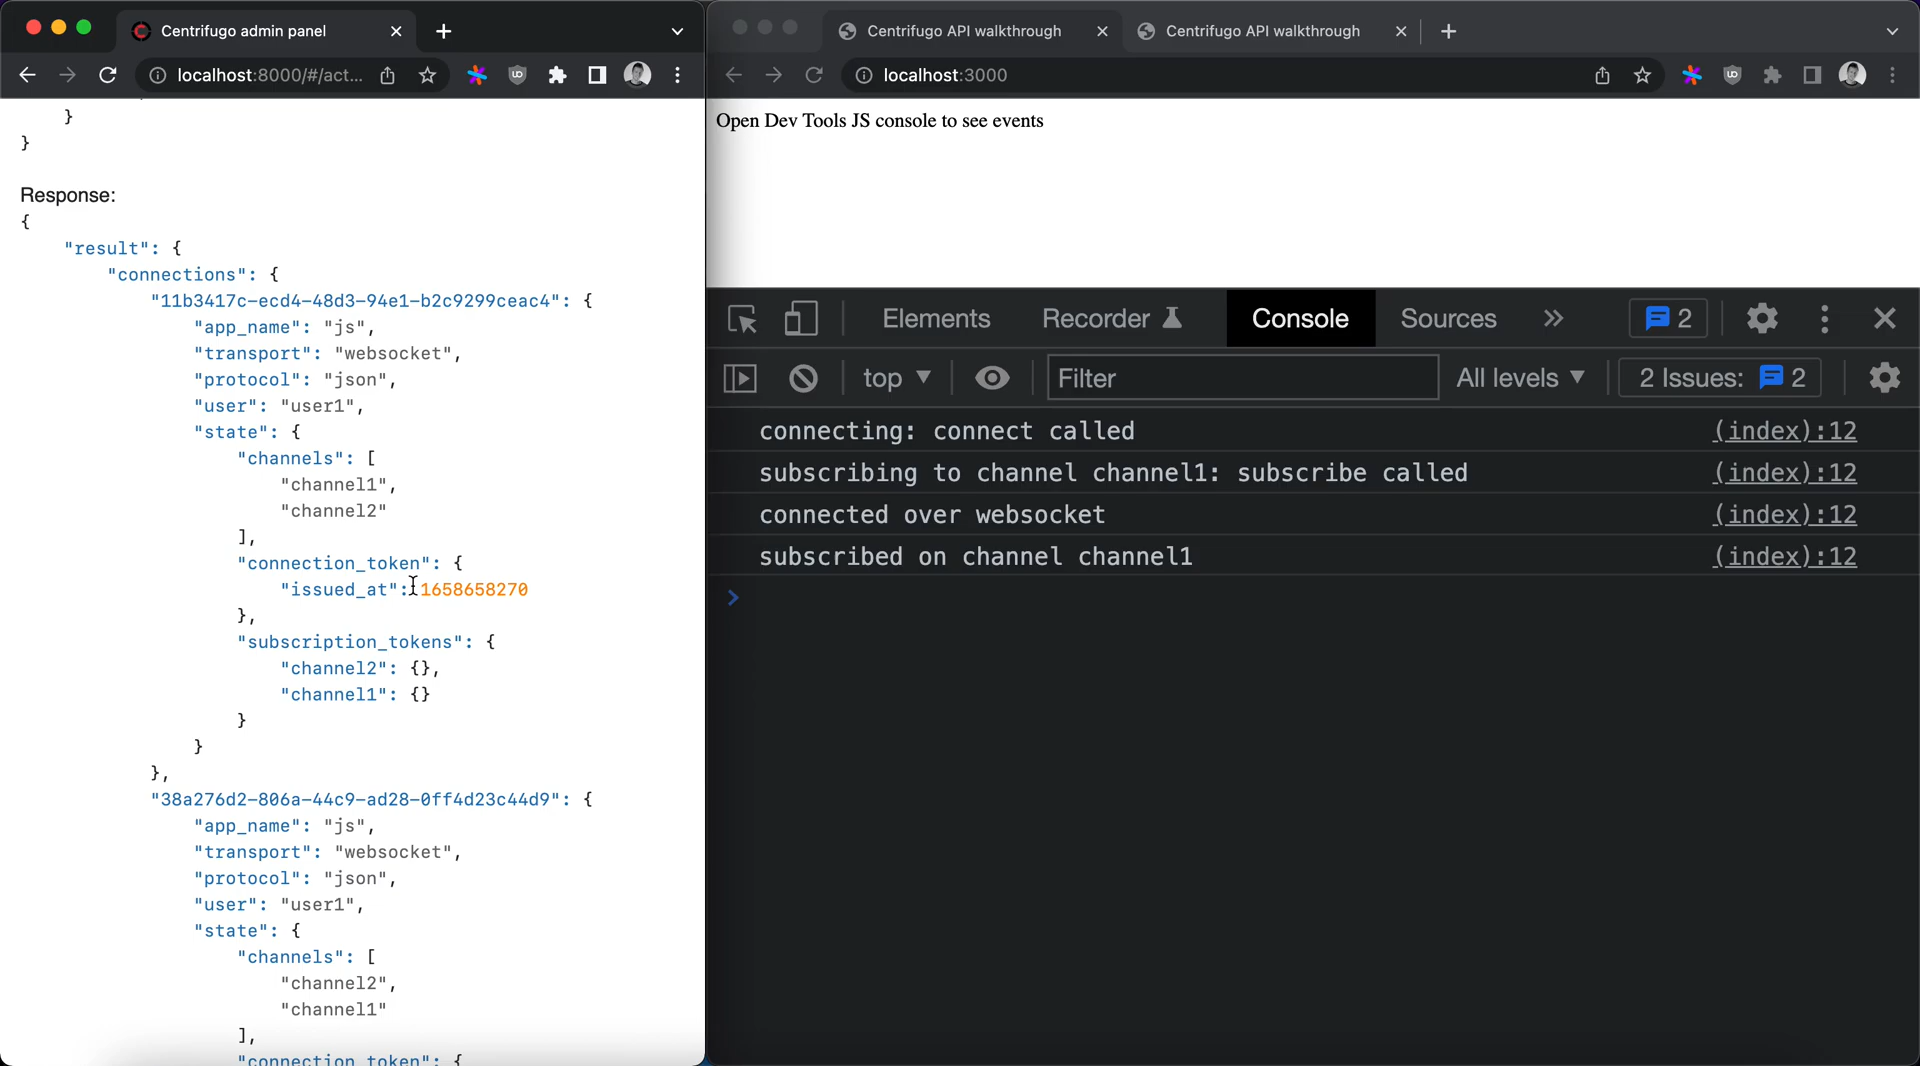 Centrifugo admin panel
localhost:8000/#/act...
}
}
Response:
{
"result": {
"connections": {
"11b3417c-ecd4-48d3-94e1-b2c9299ceac4": {
"app_name": "js",
"transport": "websocket",
"protocol": "json",
"user": "user1",
"state": {
"channels": [
"channel1",
"channel2"
],
"connection_token": {
"issued_at": 1658658270
},
"subscription_tokens": {
"channel2": {},
"channel1": {}
}
}
},
"38a276d2-806a-44c9-ad28-0ff4d23c44d9": {
"app_name": "js",
"transport": "websocket",
"protocol": "json",
"user": "user1",
"state": {
"channels": [
"channel2",
"channel1"
],
"connection_token": {
Centrifugo API walkthrough
Centrifugo API walkthrough
localhost:3000
Open Dev Tools JS console to see events
Elements Recorder Console Sources 2
top Filter All levels 2 Issues: 2
connecting: connect called (index):12
subscribing to channel channel1: subscribe called (index):12
connected over websocket (index):12
subscribed on channel channel1 (index):12